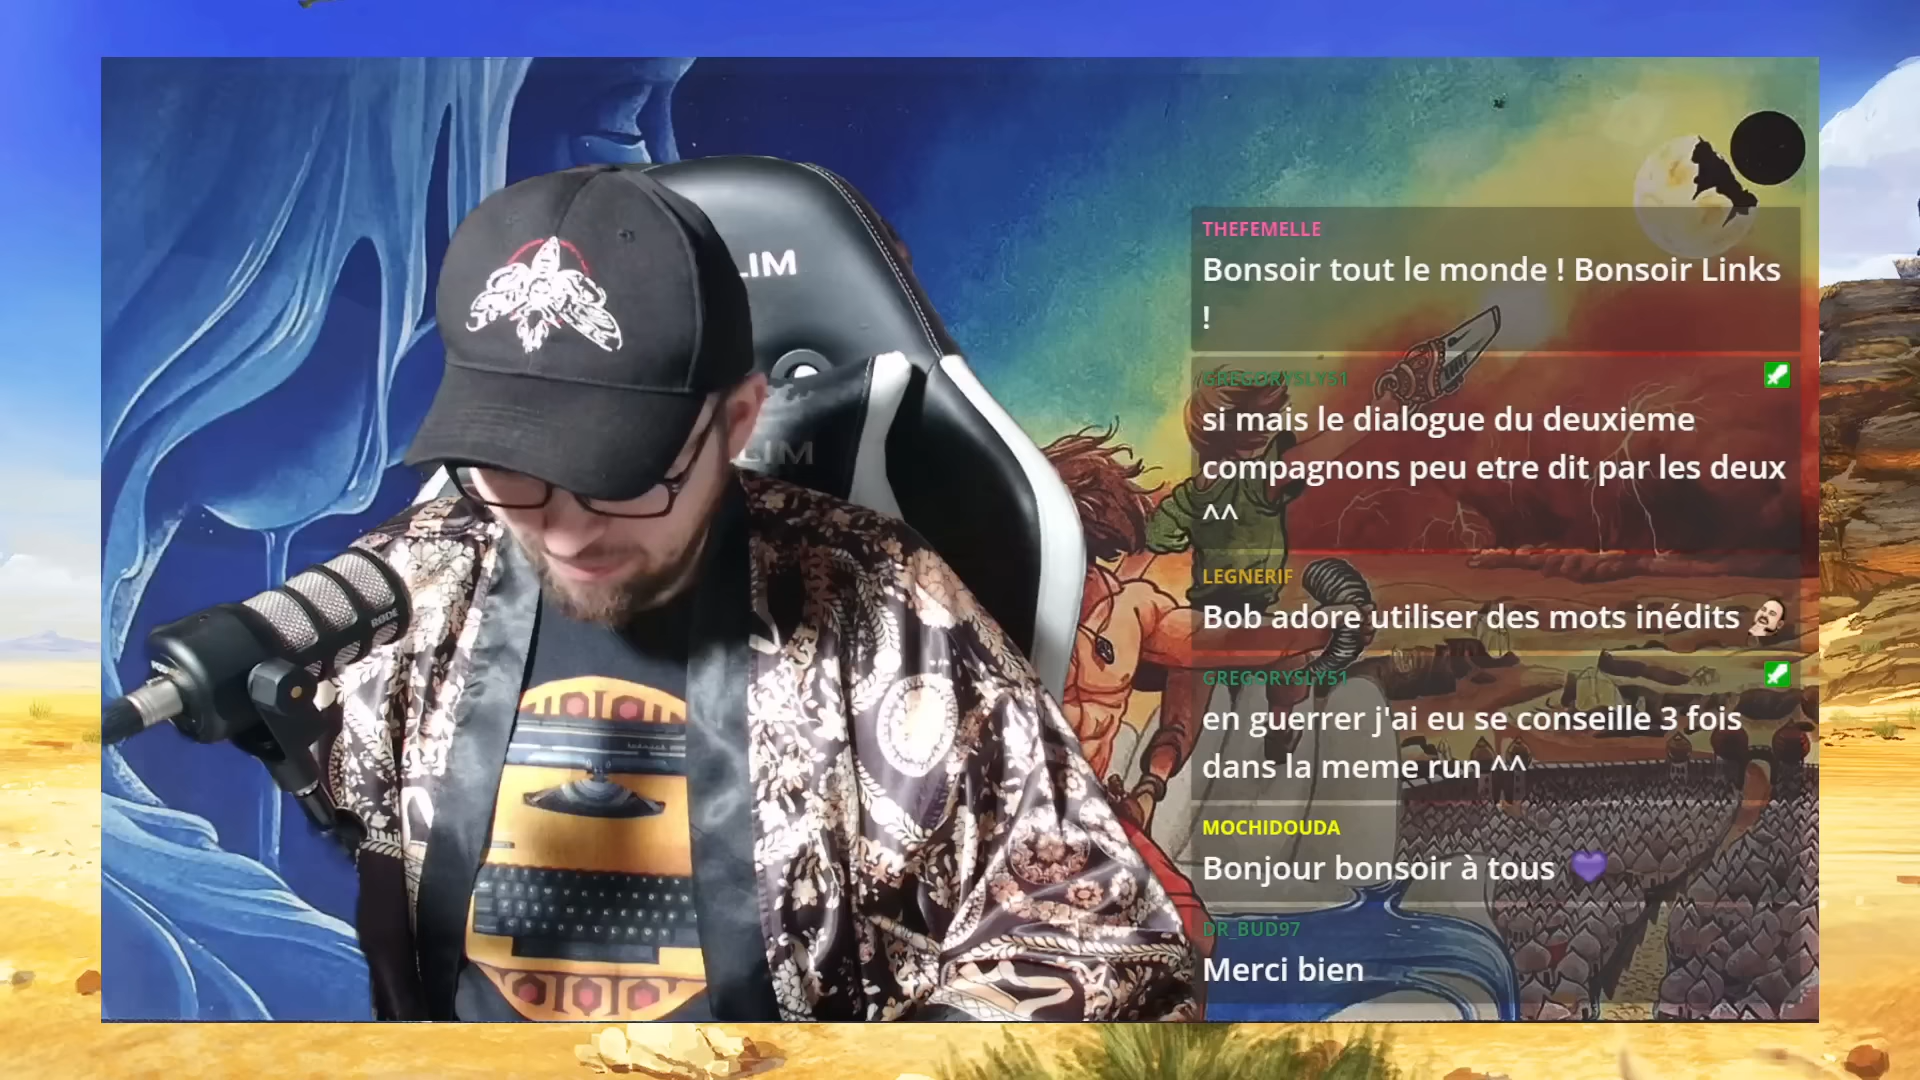 LIM
LIM
RØDE
THEFEMELLE
Bonsoir tout le monde ! Bonsoir Links
!
GREGORYSLY51
si mais le dialogue du deuxieme
compagnons peu etre dit par les deux
^^
LEGNERIF
Bob adore utiliser des mots inédits
GREGORYSLY51
en guerrer j'ai eu se conseille 3 fois
dans la meme run ^^
MOCHIDOUDA
Bonjour bonsoir à tous
DR_BUD97
Merci bien